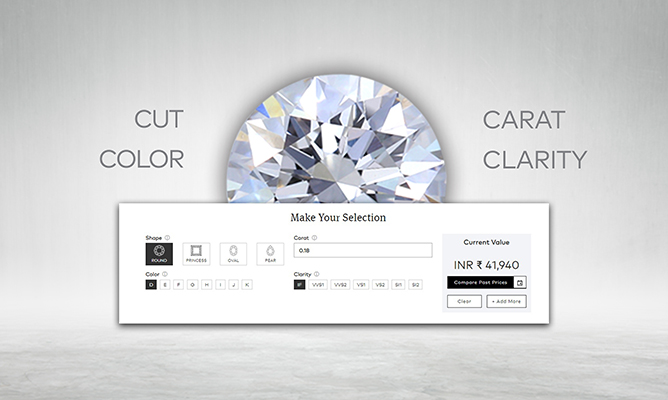 CUT
COLOR
CARAT
CLARITY
Make Your Selection
Shape
ROUND
PRINCESS
OVAL
PEAR
Carat
0.18
Color
D E F G H I J K
Clarity
IF VVS1 VVS2 VS1 VS2 SI1 SI2
Current Value
INR ₹ 41,940
Compare Past Prices
Clear
+ Add More